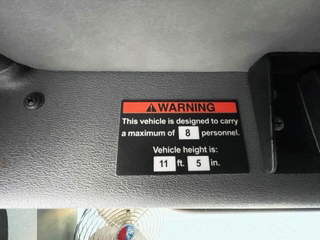 WARNING
This vehicle is designed to carry
a maximum of 8 personnel.
Vehicle height is:
11 ft. 5 in.